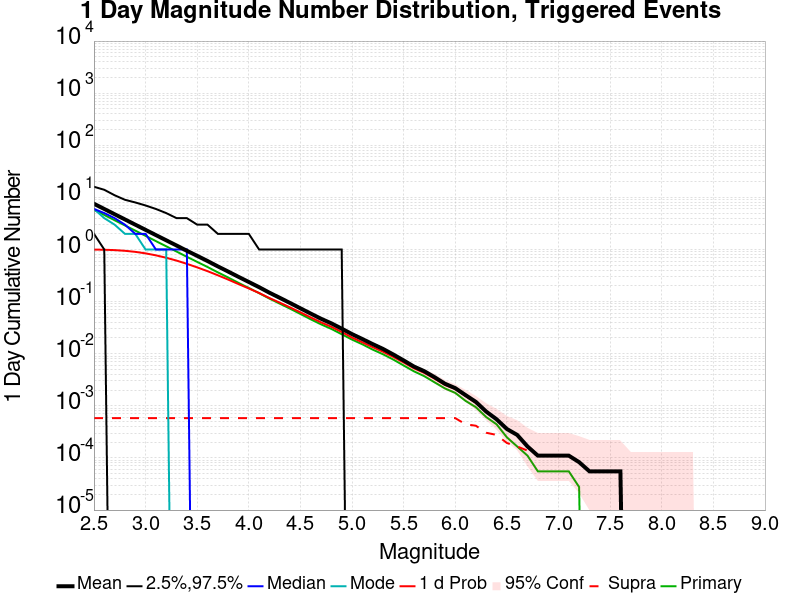 1 Day Magnitude Number Distribution, Triggered Events
10 4
10 3
10 2
10 1
10 0
10 -1
10 -2
10 -3
10 -4
10 -5
1 Day Cumulative Number
2.5 3.0 3.5 4.0 4.5 5.0 5.5 6.0 6.5 7.0 7.5 8.0 8.5 9.0
Magnitude
Mean 2.5%,97.5% Median Mode 1 d Prob 95% Conf Supra Primary